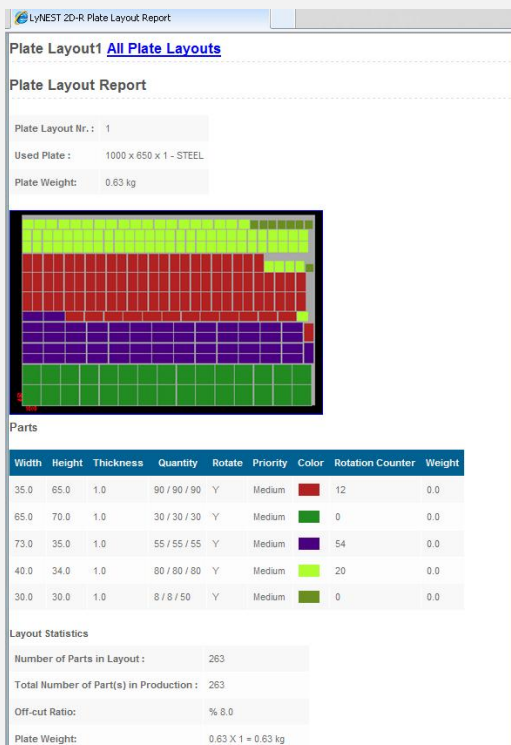 LyNEST 2D-R Plate Layout Report
Plate Layout1 All Plate Layouts
Plate Layout Report
Plate Layout Nr. : 1
Used Plate : 1000 x 650 x 1 - STEEL
Plate Weight: 0.63 kg
Parts
Width Height Thickness Quantity Rotate Priority Color Rotation Counter Weight
35.0 65.0 1.0 90 / 90 / 90 Y Medium 12 0.0
65.0 70.0 1.0 30 / 30 / 30 Y Medium 0 0.0
73.0 35.0 1.0 55 / 55 / 55 Y Medium 54 0.0
40.0 34.0 1.0 80 / 80 / 80 Y Medium 20 0.0
30.0 30.0 1.0 8 / 8 / 50 Y Medium 0 0.0
Layout Statistics
Number of Parts in Layout : 263
Total Number of Part(s) in Production : 263
Off-cut Ratio: % 8.0
Plate Weight: 0.63 X 1 = 0.63 kg